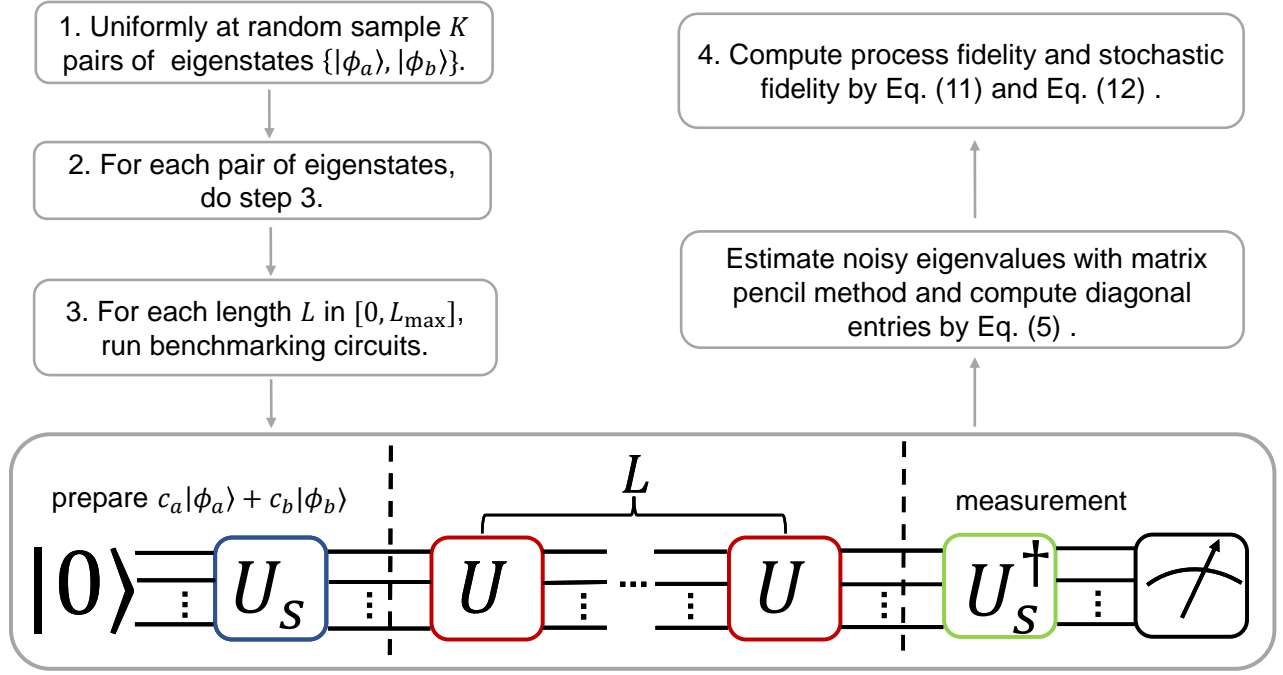 1. Uniformly at random sample K
pairs of eigenstates {|ϕₐ⟩, |ϕ_b⟩}.
2. For each pair of eigenstates,
do step 3.
3. For each length L in [0, L_max],
run benchmarking circuits.
4. Compute process fidelity and stochastic
fidelity by Eq. (11) and Eq. (12) .
Estimate noisy eigenvalues with matrix
pencil method and compute diagonal
entries by Eq. (5) .
prepare cₐ|ϕₐ⟩ + c_b|ϕ_b⟩
L
measurement
|0⟩ U_s U ... U U_s†